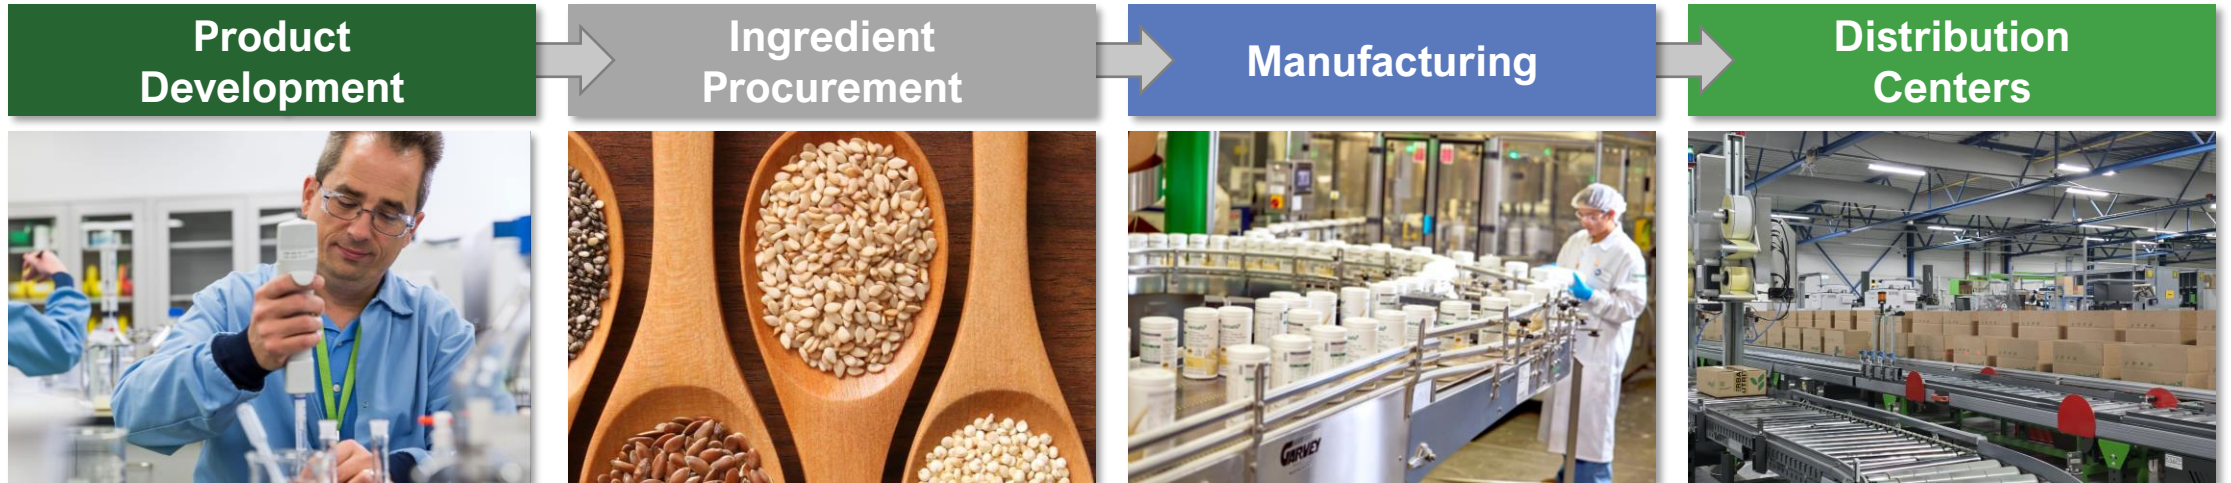 Product
Development
Ingredient
Procurement
Manufacturing
Distribution
Centers
GARVEY